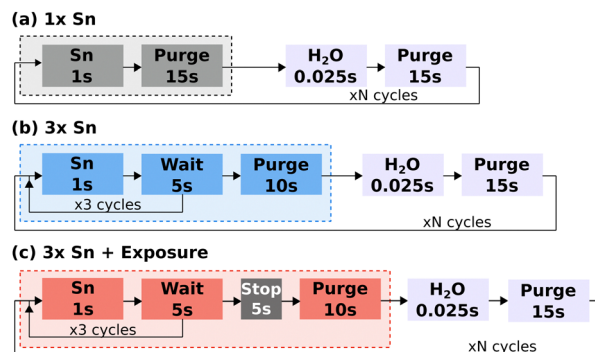 (a) 1x Sn
Sn
1s
Purge
15s
H₂O
0.025s
Purge
15s
xN cycles
(b) 3x Sn
Sn
1s
Wait
5s
Purge
10s
H₂O
0.025s
Purge
15s
x3 cycles
xN cycles
(c) 3x Sn + Exposure
Sn
1s
Wait
5s
Stop
5s
Purge
10s
H₂O
0.025s
Purge
15s
x3 cycles
xN cycles